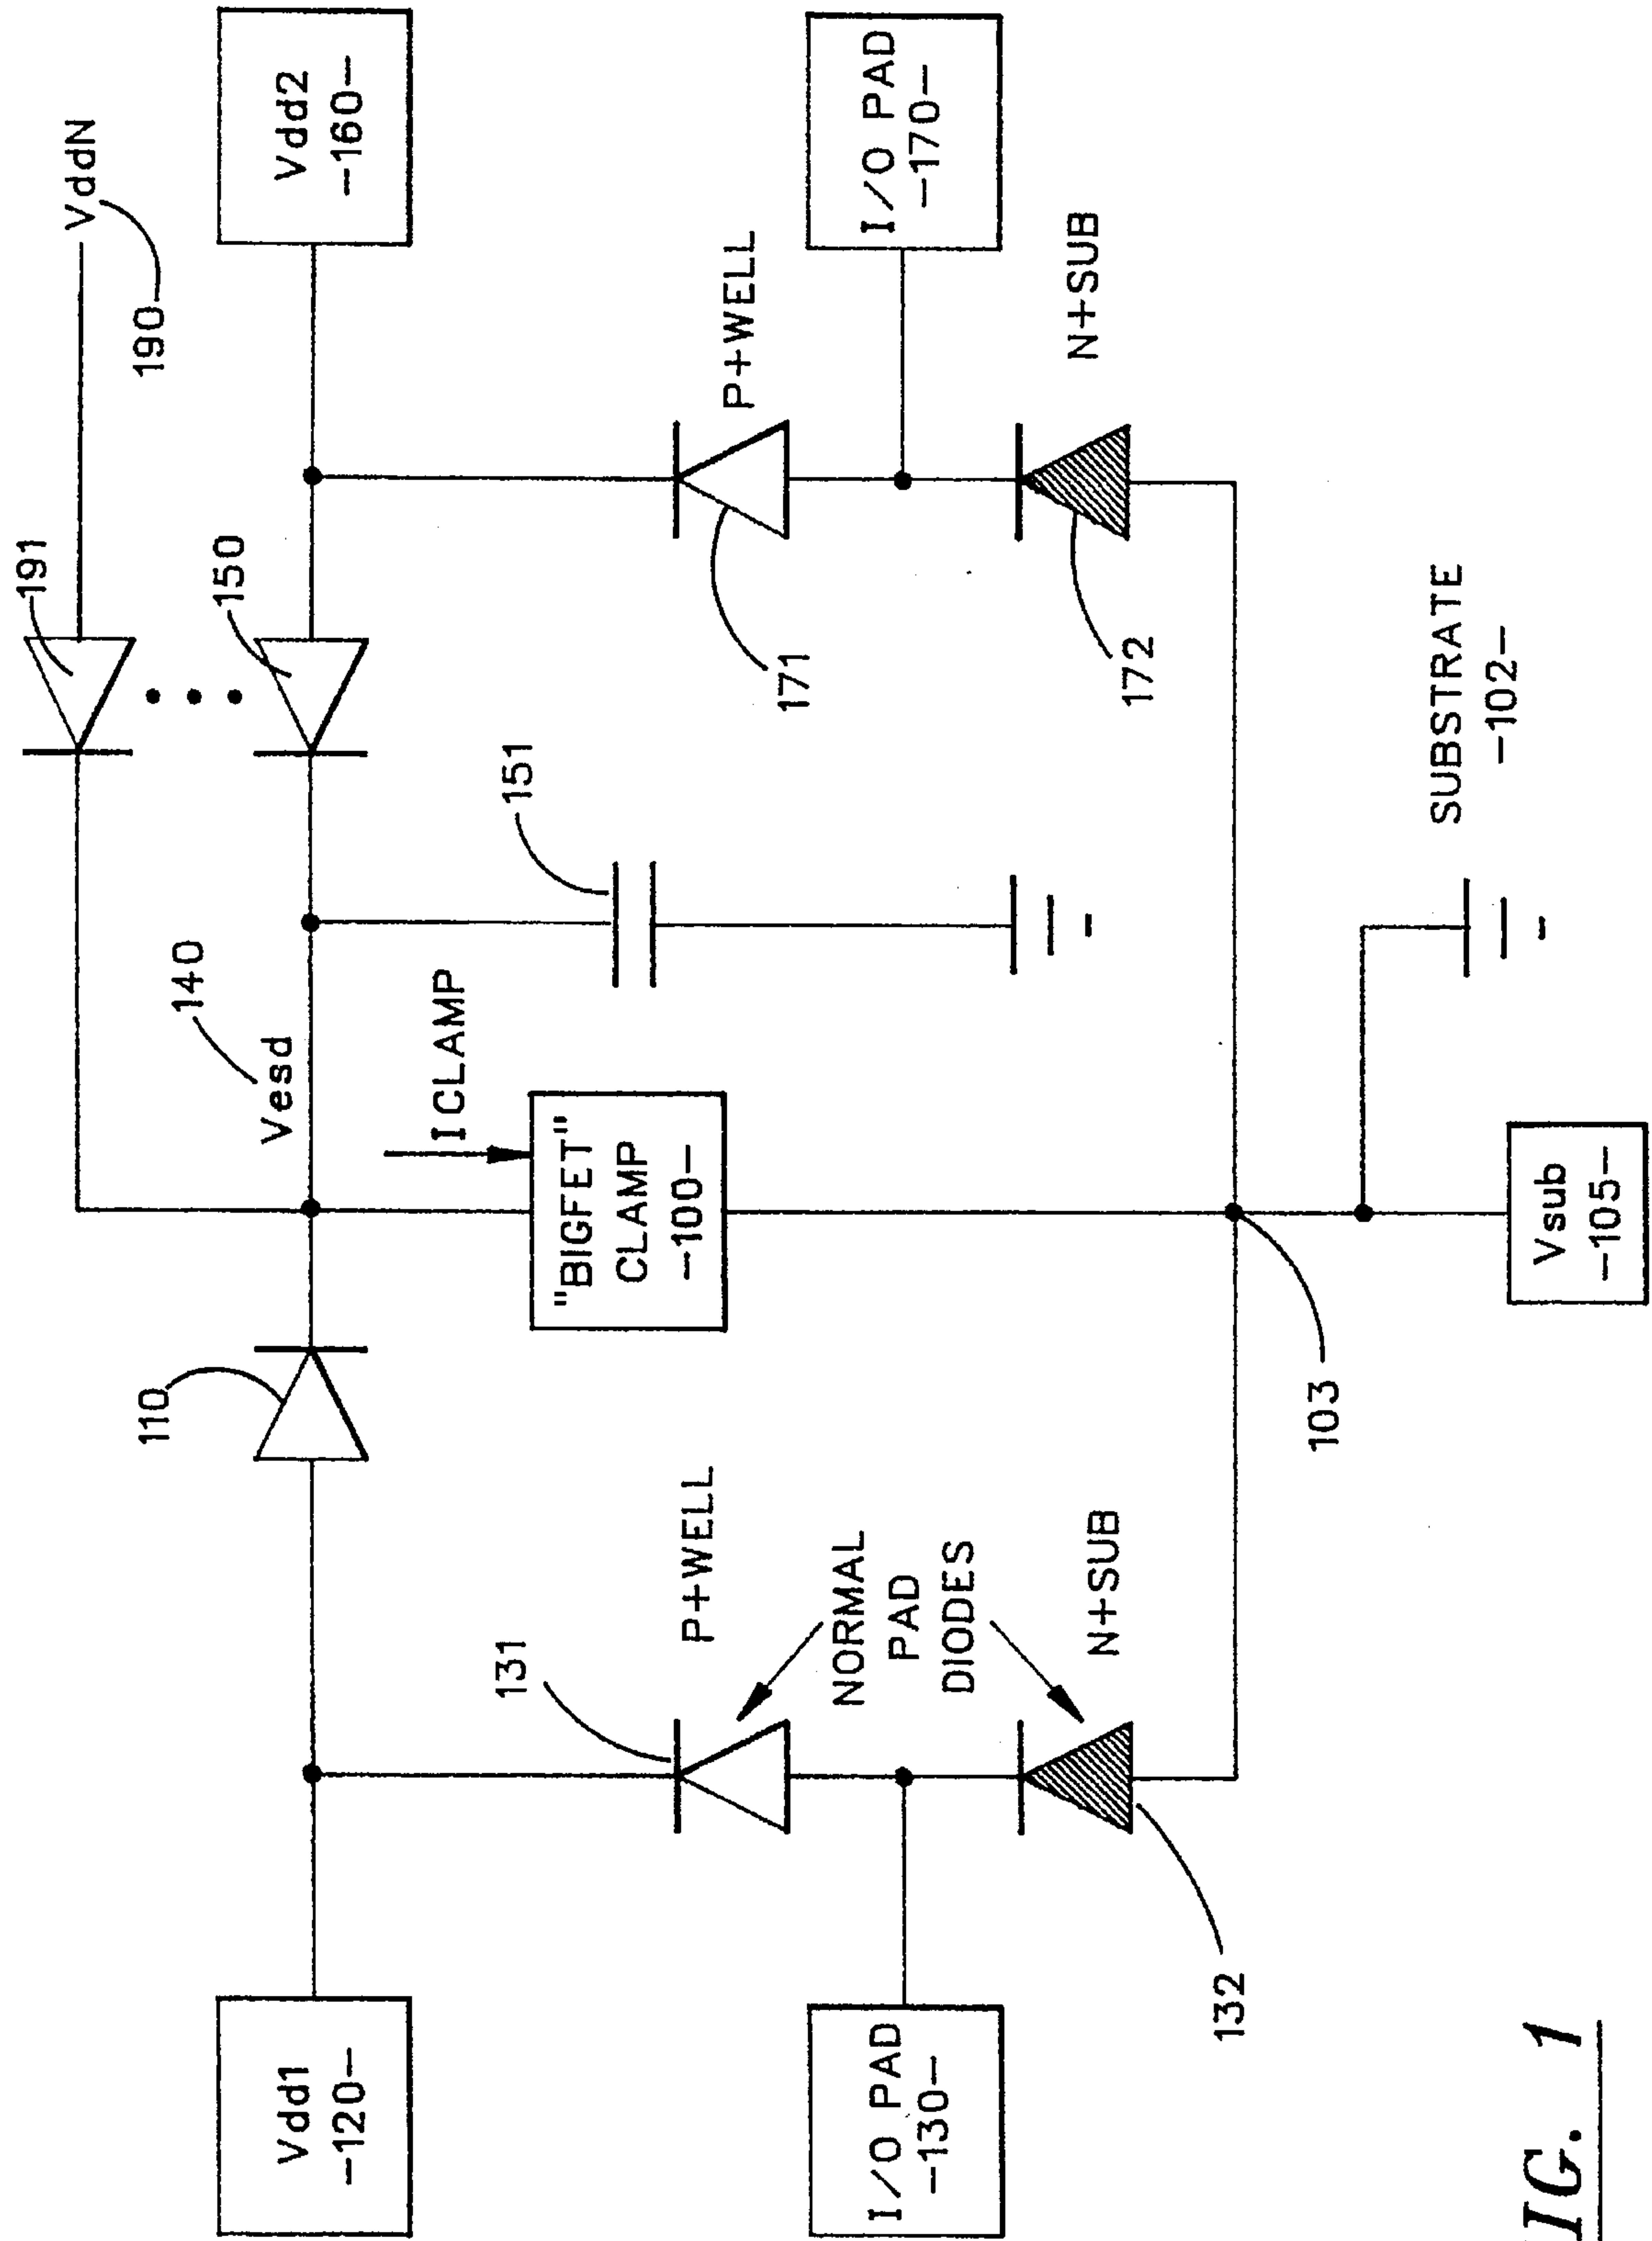 VddN
190
191
Vdd1
-120-
110
Vesd
140
150
Vdd2
-160-
I CLAMP
151
"BIGFET"
CLAMP
-100-
131
P+WELL
NORMAL
PAD
DIODES
N+SUB
132
I/O PAD
-130-
171
P+WELL
I/O PAD
-170-
172
N+SUB
103
SUBSTRATE
-102-
Vsub
-105-
IG. 1